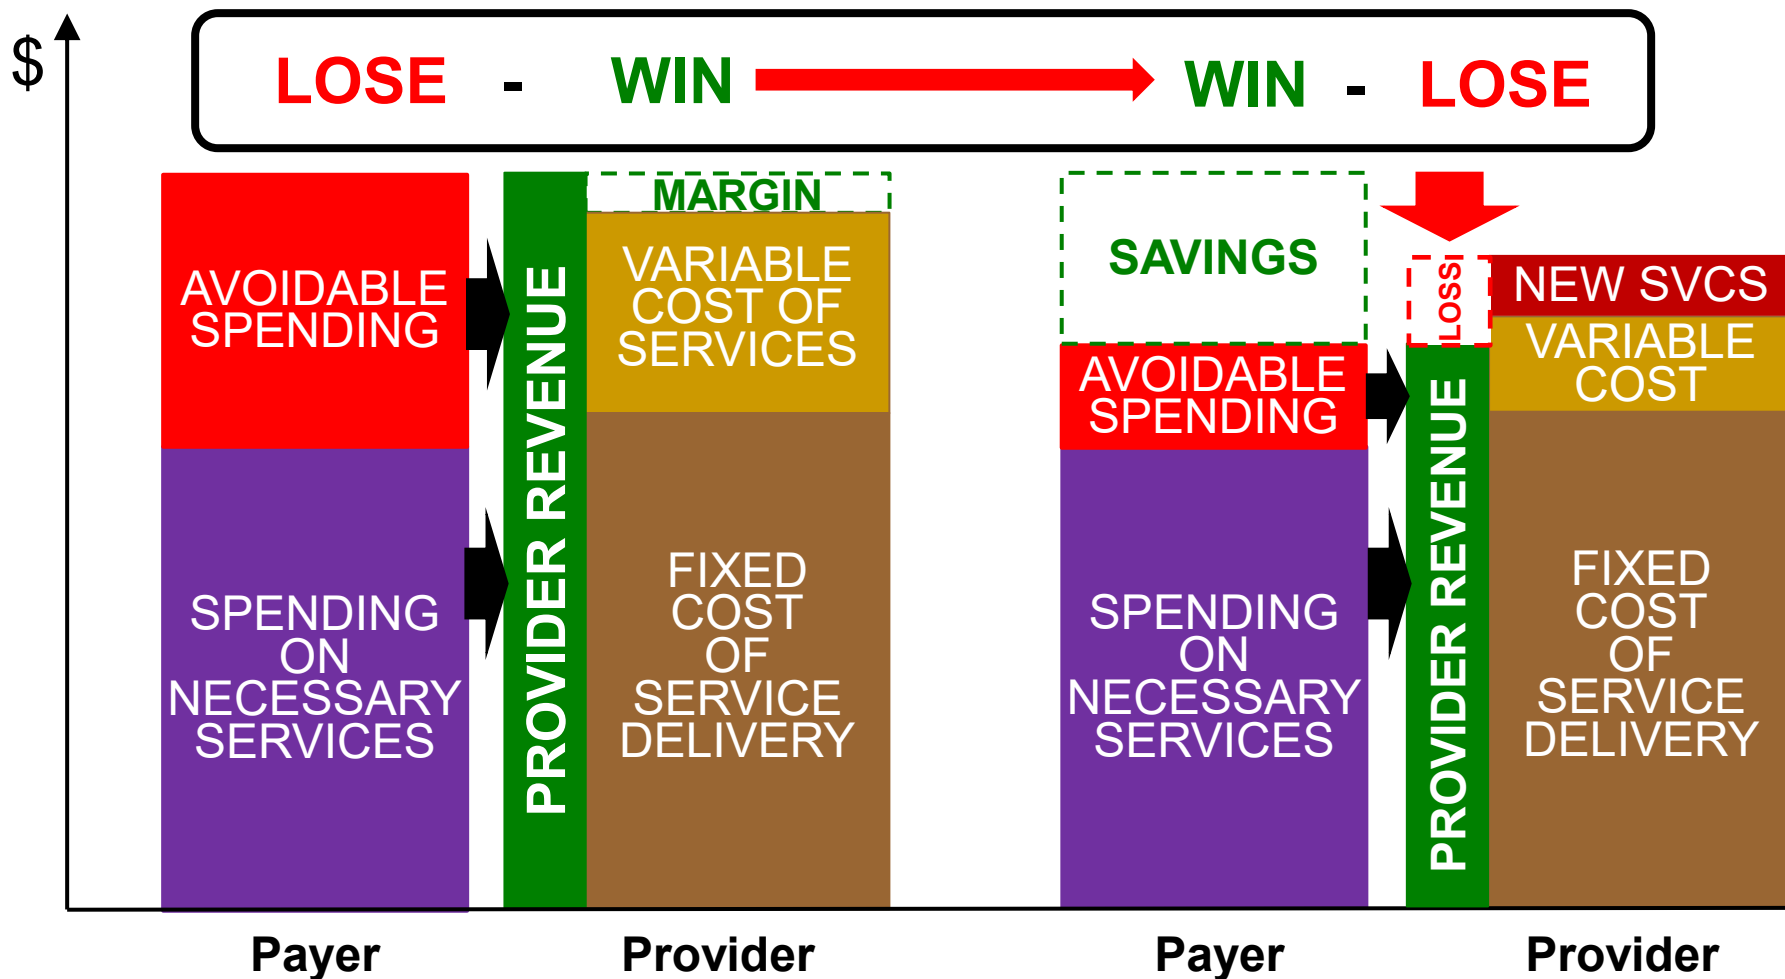 $
LOSE - WIN WIN - LOSE
AVOIDABLE
SPENDING
SPENDING
ON
NECESSARY
SERVICES
PROVIDER REVENUE
MARGIN
VARIABLE
COST OF
SERVICES
FIXED
COST
OF
SERVICE
DELIVERY
SAVINGS
AVOIDABLE
SPENDING
SPENDING
ON
NECESSARY
SERVICES
LOSS
PROVIDER REVENUE
NEW SVCS
VARIABLE
COST
FIXED
COST
OF
SERVICE
DELIVERY
Payer Provider Payer Provider